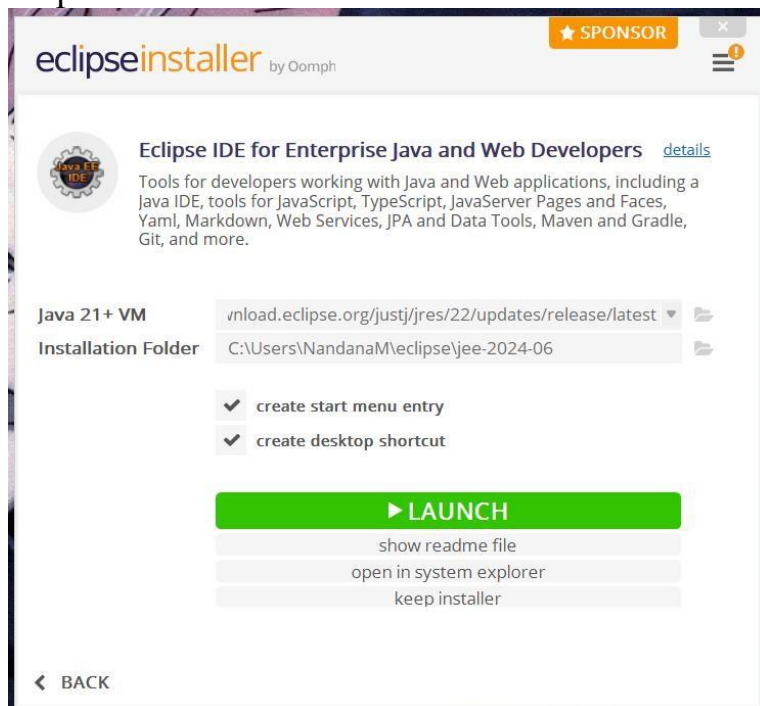 ★ SPONSOR
eclipseinstaller by Oomph
Java EE
IDE
Eclipse IDE for Enterprise Java and Web Developers details
Tools for developers working with Java and Web applications, including a
Java IDE, tools for JavaScript, TypeScript, JavaServer Pages and Faces,
Yaml, Markdown, Web Services, JPA and Data Tools, Maven and Gradle,
Git, and more.
Java 21+ VM nload.eclipse.org/justj/jres/22/updates/release/latest
Installation Folder C:\Users\NandanaM\eclipse\jee-2024-06
create start menu entry
create desktop shortcut
LAUNCH
show readme file
open in system explorer
keep installer
BACK